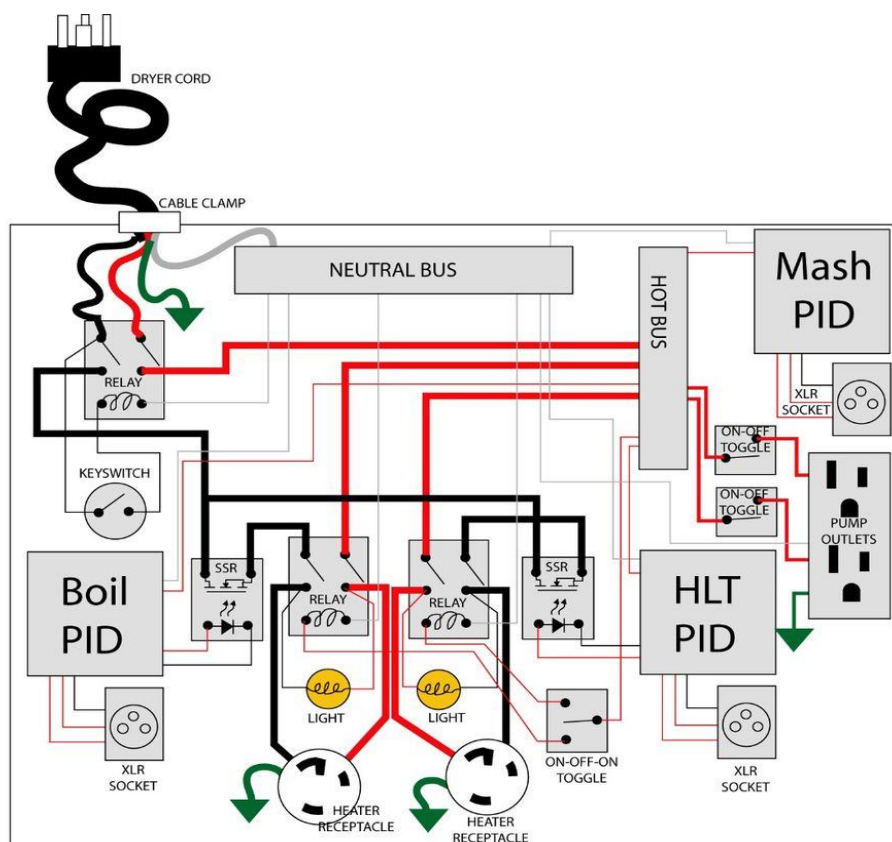 DRYER CORD
CABLE CLAMP
NEUTRAL BUS
HOT BUS
Mash
PID
RELAY
XLR
SOCKET
ON-OFF
TOGGLE
KEYSWITCH
ON-OFF
TOGGLE
PUMP
OUTLETS
Boil
PID
SSR
RELAY
RELAY
SSR
HLT
PID
LIGHT
LIGHT
ON-OFF-ON
TOGGLE
XLR
SOCKET
HEATER
RECEPTACLE
HEATER
RECEPTACLE
XLR
SOCKET